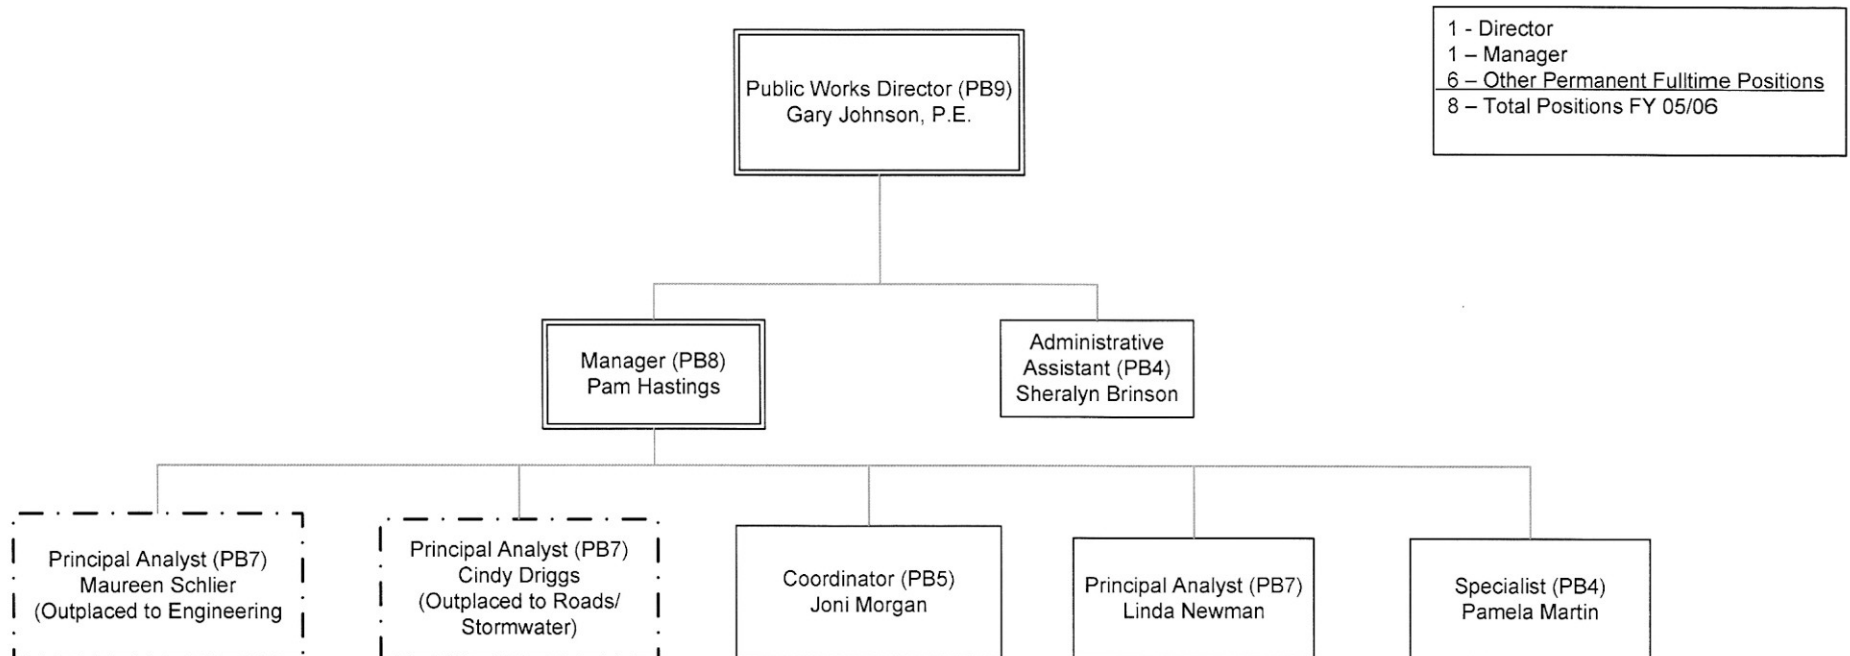 1 - Director
1 – Manager
6 – Other Permanent Fulltime Positions
8 – Total Positions FY 05/06
Public Works Director (PB9)
Gary Johnson, P.E.
Manager (PB8)
Pam Hastings
Administrative
Assistant (PB4)
Sheralyn Brinson
Principal Analyst (PB7)
Maureen Schlier
(Outplaced to Engineering
Principal Analyst (PB7)
Cindy Driggs
(Outplaced to Roads/
Stormwater)
Coordinator (PB5)
Joni Morgan
Principal Analyst (PB7)
Linda Newman
Specialist (PB4)
Pamela Martin